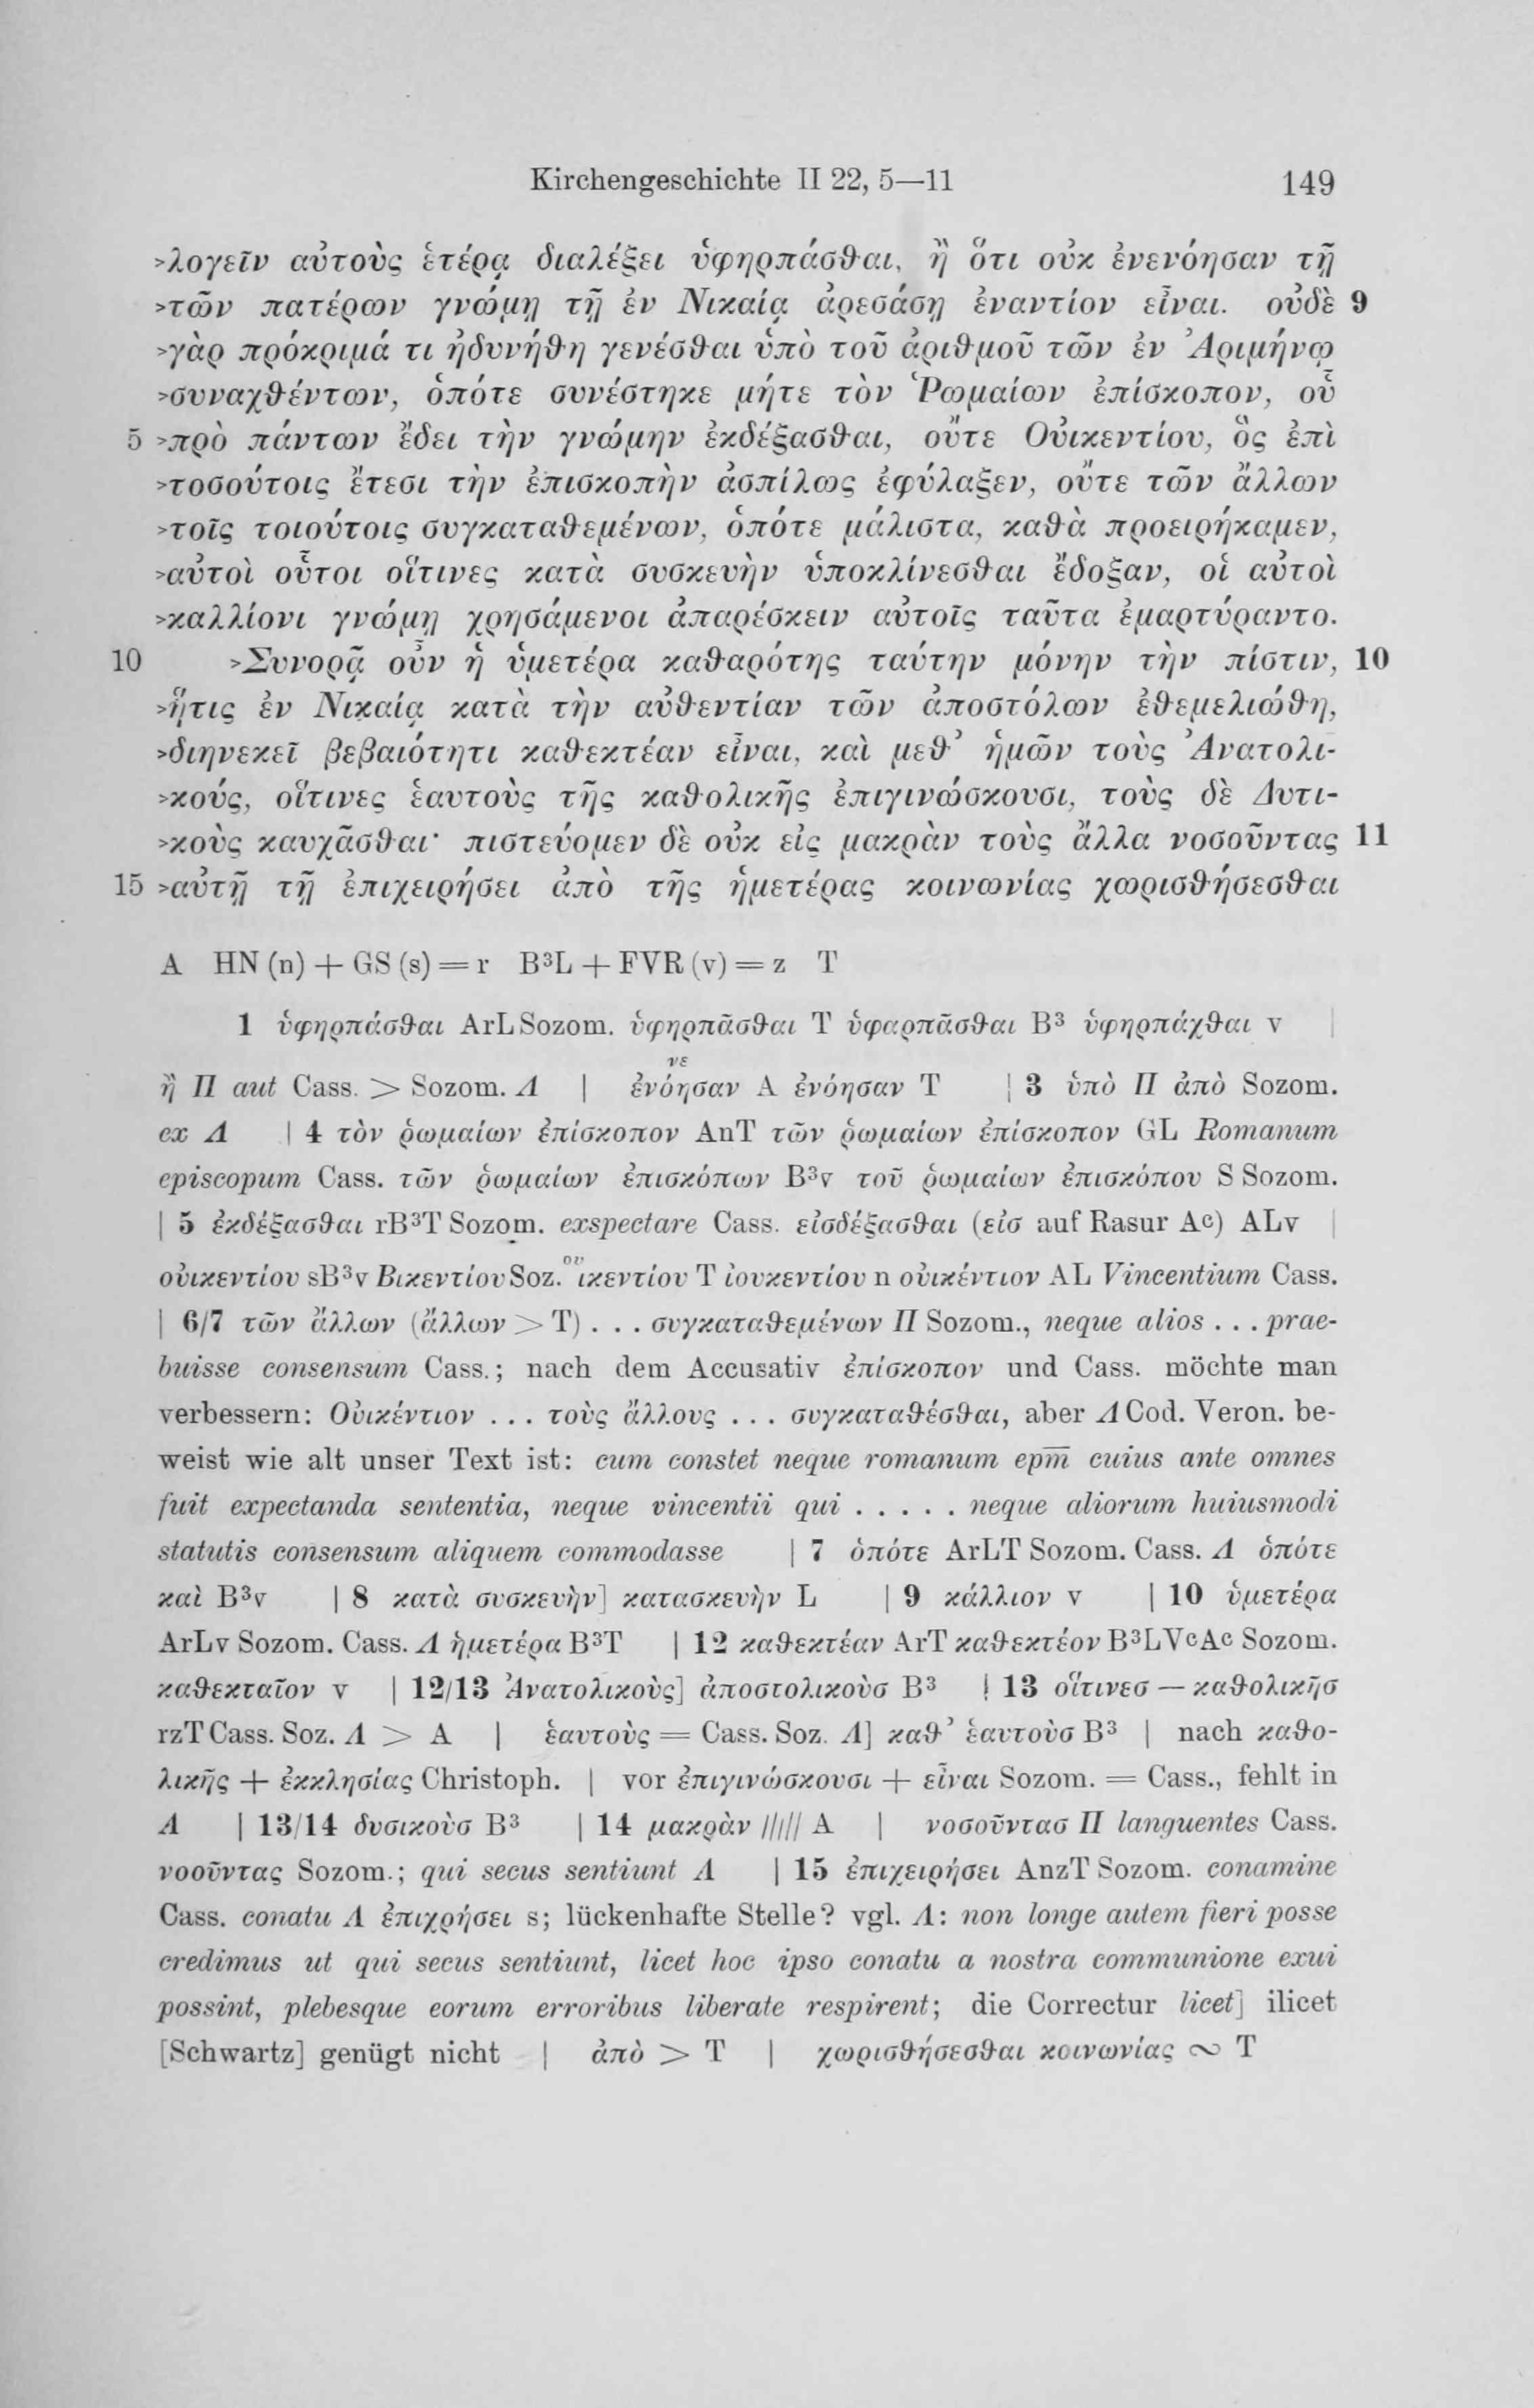 Kirchengeschichte II 22, 5—11 149
>λογεῖν αὐτοὺς ἑτέρᾳ διαλέξει ὑφηρπάσθαι, ἢ ὅτι οὐκ ἐνενόησαν τῇ
>τῶν πατέρων γνώμῃ τῇ ἐν Νικαίᾳ ἀρεσάσῃ ἐναντίον εἶναι. οὐδὲ 9
>γὰρ πρόκριμά τι ἠδυνήθη γενέσθαι ὑπὸ τοῦ ἀριθμοῦ τῶν ἐν Ἀριμήνῳ
>συναχθέντων, ὁπότε συνέστηκε μήτε τὸν Ῥωμαίων ἐπίσκοπον, οὗ
5 >πρὸ πάντων ἔδει τὴν γνώμην ἐκδέξασθαι, οὔτε Οὐικεντίου, ὃς ἐπὶ
>τοσούτοις ἔτεσι τὴν ἐπισκοπὴν ἀσπίλως ἐφύλαξεν, οὔτε τῶν ἄλλων
>τοῖς τοιούτοις συγκαταθεμένων, ὁπότε μάλιστα, καθὰ προειρήκαμεν,
>αὐτοὶ οὗτοι οἵτινες κατὰ συσκευὴν ὑποκλίνεσθαι ἔδοξαν, οἱ αὐτοὶ
>καλλίονι γνώμῃ χρησάμενοι ἀπαρέσκειν αὐτοῖς ταῦτα ἐμαρτύραντο.
10 >Συνορᾷ οὖν ἡ ὑμετέρα καθαρότης ταύτην μόνην τὴν πίστιν, 10
>ἥτις ἐν Νικαίᾳ κατὰ τὴν αὐθεντίαν τῶν ἀποστόλων ἐθεμελιώθη,
>διηνεκεῖ βεβαιότητι καθεκτέαν εἶναι, καὶ μεθ’ ἡμῶν τοὺς Ἀνατολι-
>κούς, οἵτινες ἑαυτοὺς τῆς καθολικῆς ἐπιγινώσκουσι, τοὺς δὲ Δυτι-
>κοὺς καυχᾶσθαι· πιστεύομεν δὲ οὐκ εἰς μακρὰν τοὺς ἄλλα νοσοῦντας 11
15 >αὐτῇ τῇ ἐπιχειρήσει ἀπὸ τῆς ἡμετέρας κοινωνίας χωρισθήσεσθαι
A HN (n) + GS (s) = r B³L + FVR (v) = z T
1 ὑφηρπάσθαι ArL Sozom. ὑφηρπᾶσθαι T ὑφαρπᾶσθαι B³ ὑφηρπάχθαι v |
νε
ἢ Π aut Cass. > Sozom. Λ | ἐνόησαν A ἐνόησαν T | 3 ὑπὸ Π ἀπὸ Sozom.
ex Λ | 4 τὸν ῥωμαίων ἐπίσκοπον AnT τῶν ῥωμαίων ἐπίσκοπον GL Romanum
episcopum Cass. τῶν ῥωμαίων ἐπισκόπων B³v τοῦ ῥωμαίων ἐπισκόπου S Sozom.
| 5 ἐκδέξασθαι rB³T Sozom. exspectare Cass. εἰσδέξασθαι (εἰσ auf Rasur Aᶜ) ALv |
οὐικεντίου sB³v Βικεντίου Soz. ου ἰκεντίου T ἰουκεντίου n οὐικέντιον AL Vincentium Cass.
| 6/7 τῶν ἄλλων (ἄλλων > T) . . . συγκαταθεμένων Π Sozom., neque alios . . . prae-
buisse consensum Cass.; nach dem Accusativ ἐπίσκοπον und Cass. möchte man
verbessern: Οὐικέντιον . . . τοὺς ἄλλους . . . συγκαταθέσθαι, aber Λ Cod. Veron. be-
weist wie alt unser Text ist: cum constet neque romanum epm̅ cuius ante omnes
fuit expectanda sententia, neque vincentii qui . . . . . neque aliorum huiusmodi
statutis consensum aliquem commodasse | 7 ὁπότε ArLT Sozom. Cass. Λ ὁπότε
καὶ B³v | 8 κατὰ συσκευὴν] κατασκευὴν L | 9 κάλλιον v | 10 ὑμετέρα
ArLv Sozom. Cass. Λ ἡμετέρα B³T | 12 καθεκτέαν ArT καθεκτέον B³LVᶜAᶜ Sozom.
καθεκταῖον v | 12/13 Ἀνατολικοὺς] ἀποστολικοὺσ B³ | 13 οἵτινεσ — καθολικῆσ
rzT Cass. Soz. Λ > A | ἑαυτοὺς = Cass. Soz. Λ] καθ’ ἑαυτοὺσ B³ | nach καθο-
λικῆς + ἐκκλησίας Christoph. | vor ἐπιγινώσκουσι + εἶναι Sozom. = Cass., fehlt in
Λ | 13/14 δυσικοὺσ B³ | 14 μακρὰν ///// A | νοσοῦντασ Π languentes Cass.
νοοῦντας Sozom.; qui secus sentiunt Λ | 15 ἐπιχειρήσει AnzT Sozom. conamine
Cass. conatu Λ ἐπιχρήσει s; lückenhafte Stelle? vgl. Λ: non longe autem fieri posse
credimus ut qui secus sentiunt, licet hoc ipso conatu a nostra communione exui
possint, plebesque eorum erroribus liberate respirent; die Correctur licet] ilicet
[Schwartz] genügt nicht | ἀπὸ > T | χωρισθήσεσθαι κοινωνίας ∾ T